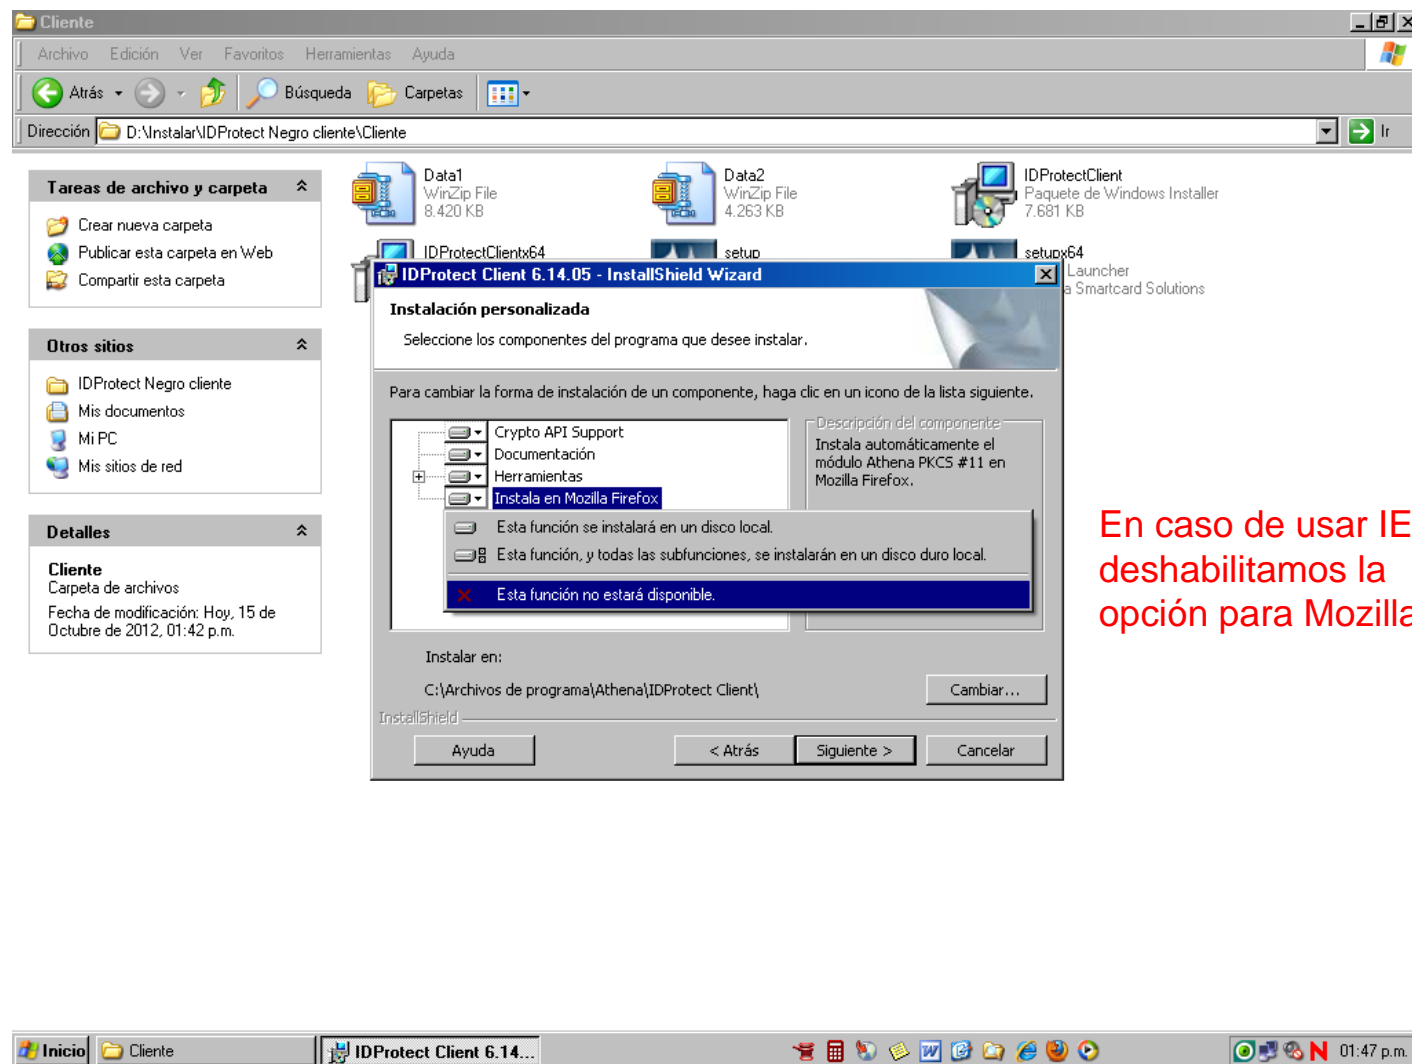 Cliente
Archivo Edición Ver Favoritos Herramientas Ayuda
Atrás Búsqueda Carpetas
Dirección D:\Instalar\IDProtect Negro cliente\Cliente Ir
Tareas de archivo y carpeta
Crear nueva carpeta
Publicar esta carpeta en Web
Compartir esta carpeta
Otros sitios
IDProtect Negro cliente
Mis documentos
Mi PC
Mis sitios de red
Detalles
Cliente
Carpeta de archivos
Fecha de modificación: Hoy, 15 de
Octubre de 2012, 01:42 p.m.
Data1
WinZip File
8.420 KB
Data2
WinZip File
4.263 KB
IDProtectClient
Paquete de Windows Installer
7.681 KB
IDProtectClientx64
setup
setupx64
Launcher
a Smartcard Solutions
IDProtect Client 6.14.05 - InstallShield Wizard
Instalación personalizada
Seleccione los componentes del programa que desee instalar.
Para cambiar la forma de instalación de un componente, haga clic en un icono de la lista siguiente.
Crypto API Support
Documentación
Herramientas
Instala en Mozilla Firefox
Esta función se instalará en un disco local.
Esta función, y todas las subfunciones, se instalarán en un disco duro local.
Esta función no estará disponible.
Descripción del componente
Instala automáticamente el
módulo Athena PKCS #11 en
Mozilla Firefox.
Instalar en:
C:\Archivos de programa\Athena\IDProtect Client\
Cambiar...
InstallShield
Ayuda < Atrás Siguiente > Cancelar
En caso de usar IE
deshabilitamos la
opción para Mozilla
Inicio Cliente IDProtect Client 6.14... 01:47 p.m.